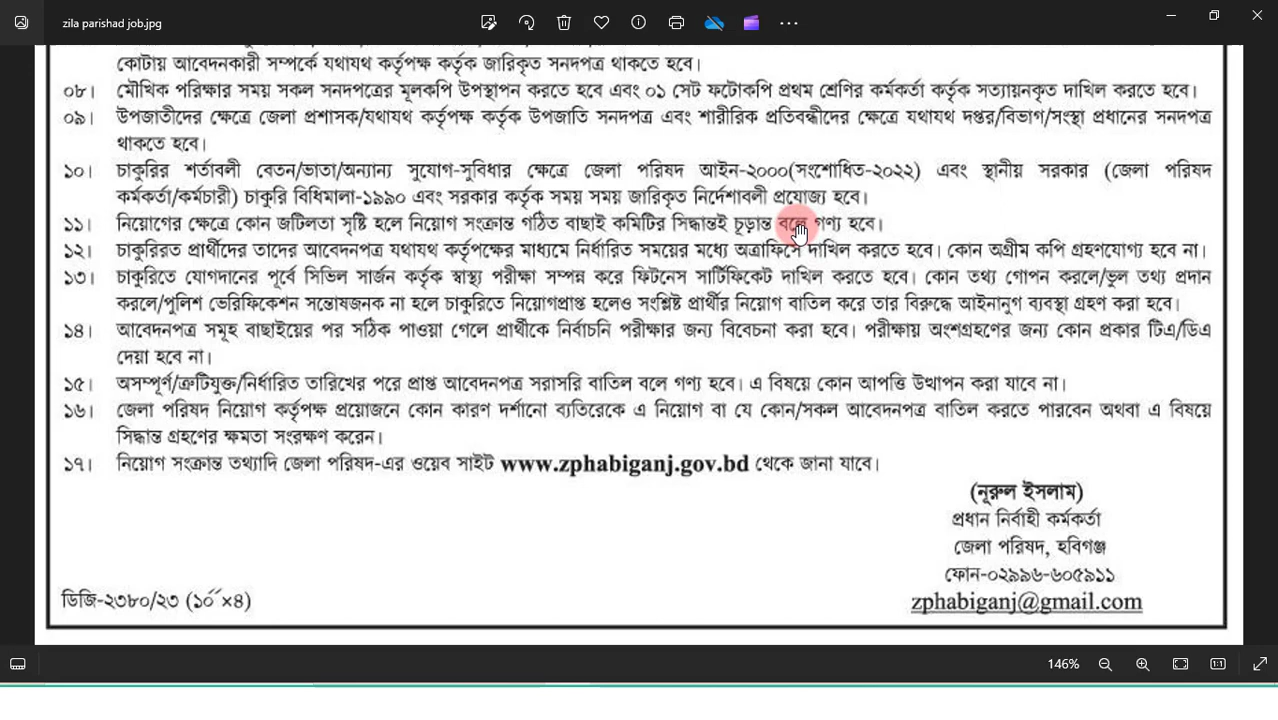 zila parishad job.jpg
কোটায় আবেদনকারী সম্পর্কে যথাযথ কর্তৃপক্ষ কর্তৃক জারিকৃত সনদপত্র থাকতে হবে।
০৮। মৌখিক পরিক্ষার সময় সকল সনদপত্রের মূলকপি উপস্থাপন করতে হবে এবং ০১ সেট ফটোকপি প্রথম শ্রেণির কর্মকর্তা কর্তৃক সত্যায়নকৃত দাখিল করতে হবে।
০৯। উপজাতীদের ক্ষেত্রে জেলা প্রশাসক/যথাযথ কর্তৃপক্ষ কর্তৃক উপজাতি সনদপত্র এবং শারীরিক প্রতিবন্ধীদের ক্ষেত্রে যথাযথ দপ্তর/বিভাগ/সংস্থা প্রধানের সনদপত্র
থাকতে হবে।
১০। চাকুরির শর্তাবলী বেতন/ভাতা/অন্যান্য সুযোগ-সুবিধার ক্ষেত্রে জেলা পরিষদ আইন-২০০০(সংশোধিত-২০২২) এবং স্থানীয় সরকার (জেলা পরিষদ
কর্মকর্তা/কর্মচারী) চাকুরি বিধিমালা-১৯৯০ এবং সরকার কর্তৃক সময় সময় জারিকৃত নির্দেশাবলী প্রযোজ্য হবে।
১১। নিয়োগের ক্ষেত্রে কোন জটিলতা সৃষ্টি হলে নিয়োগ সংক্রান্ত গঠিত বাছাই কমিটির সিদ্ধান্তই চূড়ান্ত বলে গণ্য হবে।
১২। চাকুরিরত প্রার্থীদের তাদের আবেদনপত্র যথাযথ কর্তৃপক্ষের মাধ্যমে নির্ধারিত সময়ের মধ্যে অত্রাফিসে দাখিল করতে হবে। কোন অগ্রীম কপি গ্রহণযোগ্য হবে না।
১৩। চাকুরিতে যোগদানের পূর্বে সিভিল সার্জন কর্তৃক স্বাস্থ্য পরীক্ষা সম্পন্ন করে ফিটনেস সার্টিফিকেট দাখিল করতে হবে। কোন তথ্য গোপন করলে/ভুল তথ্য প্রদান
করলে/পুলিশ ভেরিফিকেশন সন্তোষজনক না হলে চাকুরিতে নিয়োগপ্রাপ্ত হলেও সংশ্লিষ্ট প্রার্থীর নিয়োগ বাতিল করে তার বিরুদ্ধে আইনানুগ ব্যবস্থা গ্রহণ করা হবে।
১৪। আবেদনপত্র সমূহ বাছাইয়ের পর সঠিক পাওয়া গেলে প্রার্থীকে নির্বাচনি পরীক্ষার জন্য বিবেচনা করা হবে। পরীক্ষায় অংশগ্রহণের জন্য কোন প্রকার টিএ/ডিএ
দেয়া হবে না।
১৫। অসম্পূর্ণ/ত্রুটিযুক্ত/নির্ধারিত তারিখের পরে প্রাপ্ত আবেদনপত্র সরাসরি বাতিল বলে গণ্য হবে। এ বিষয়ে কোন আপত্তি উত্থাপন করা যাবে না।
১৬। জেলা পরিষদ নিয়োগ কর্তৃপক্ষ প্রয়োজনে কোন কারণ দর্শানো ব্যতিরেকে এ নিয়োগ বা যে কোন/সকল আবেদনপত্র বাতিল করতে পারবেন অথবা এ বিষয়ে
সিদ্ধান্ত গ্রহণের ক্ষমতা সংরক্ষণ করেন।
১৭। নিয়োগ সংক্রান্ত তথ্যাদি জেলা পরিষদ-এর ওয়েব সাইট www.zphabiganj.gov.bd থেকে জানা যাবে।
(নূরুল ইসলাম)
প্রধান নির্বাহী কর্মকর্তা
জেলা পরিষদ, হবিগঞ্জ
ফোন-০২৯৯৬-৬০৫৯১১
zphabiganj@gmail.com
ডিজি-২৩৮০/২৩ (১০˝×৪)
146%
1:1